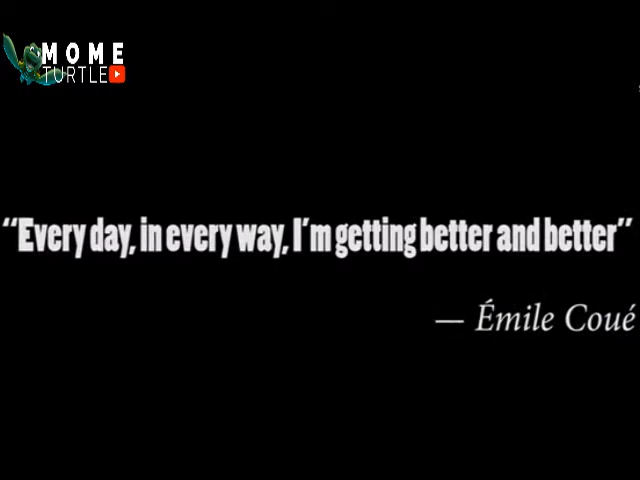 MOME
TURTLE
“Every day, in every way, I'm getting better and better”
— Émile Coué